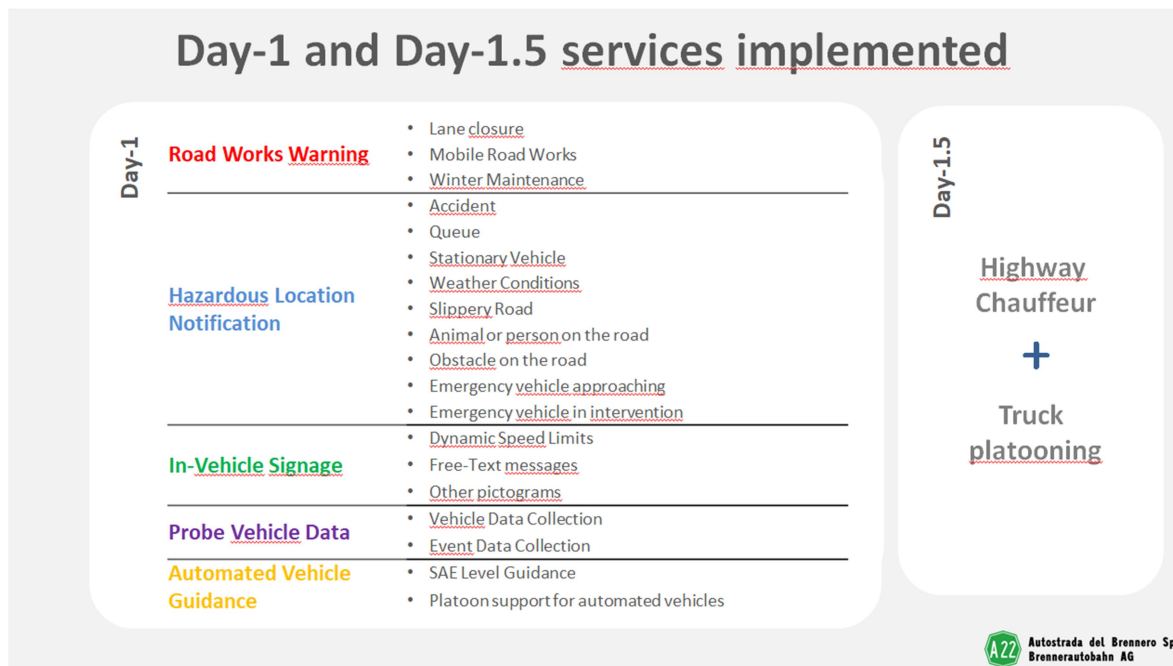 Day-1 and Day-1.5 services implemented
Day-1
Road Works Warning
• Lane closure
• Mobile Road Works
• Winter Maintenance
Hazardous Location
Notification
• Accident
• Queue
• Stationary Vehicle
• Weather Conditions
• Slippery Road
• Animal or person on the road
• Obstacle on the road
• Emergency vehicle approaching
• Emergency vehicle in intervention
In-Vehicle Signage
• Dynamic Speed Limits
• Free-Text messages
• Other pictograms
Probe Vehicle Data
• Vehicle Data Collection
• Event Data Collection
Automated Vehicle
Guidance
• SAE Level Guidance
• Platoon support for automated vehicles
Day-1.5
Highway
Chauffeur
+
Truck
platooning
A22
Autostrada del Brennero Sp
Brennerautobahn AG